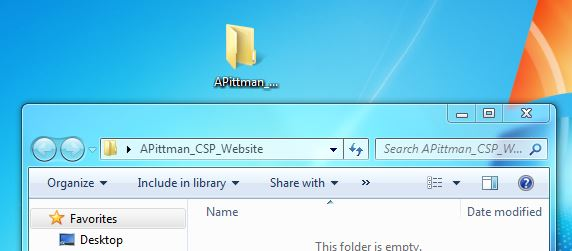 APittman_...
APittman_CSP_Website
Search APittman_CSP_W...
Organize
Include in library
Share with
»
?
Favorites
Name
Date modified
Desktop
This folder is empty.